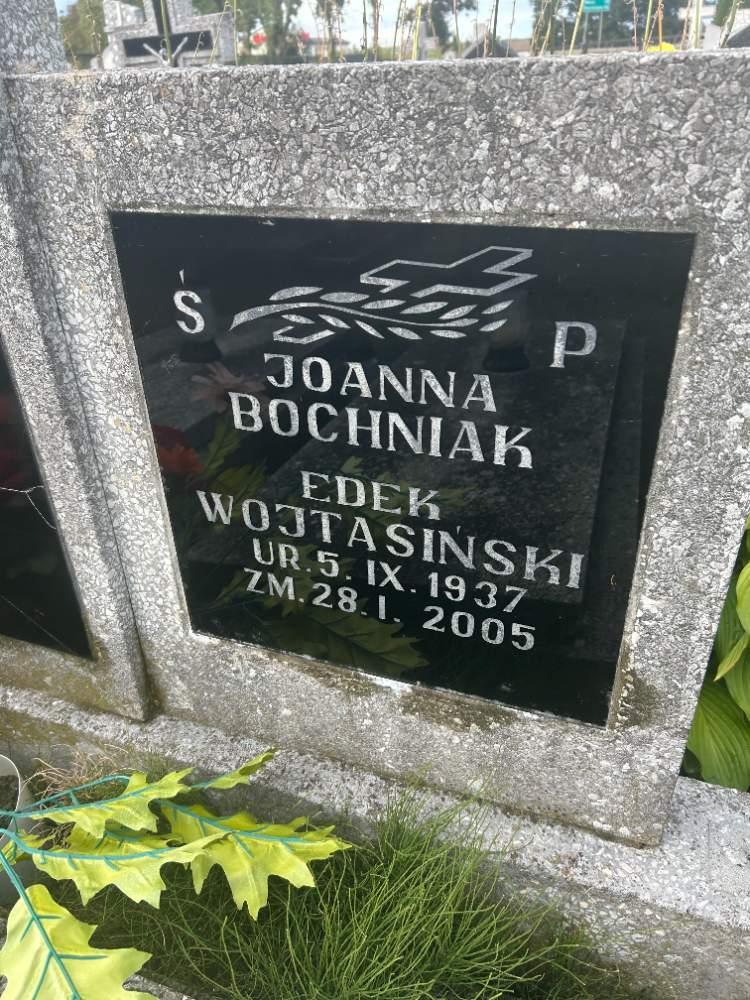 Ś P
JOANNA
BOCHNIAK
EDEK
WOJTASIŃSKI
UR. 5. IX. 1937
ZM. 28. I. 2005